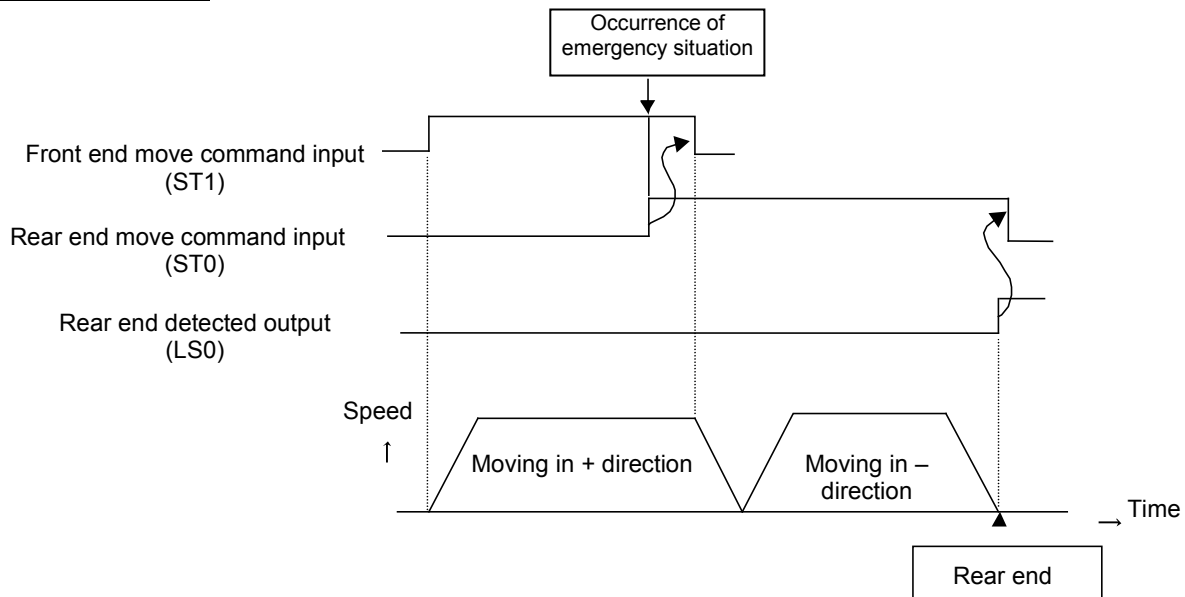 Occurrence of
emergency situation
Front end move command input
(ST1)
Rear end move command input
(ST0)
Rear end detected output
(LS0)
Speed
↑
Moving in + direction
Moving in –
direction
→ Time
Rear end